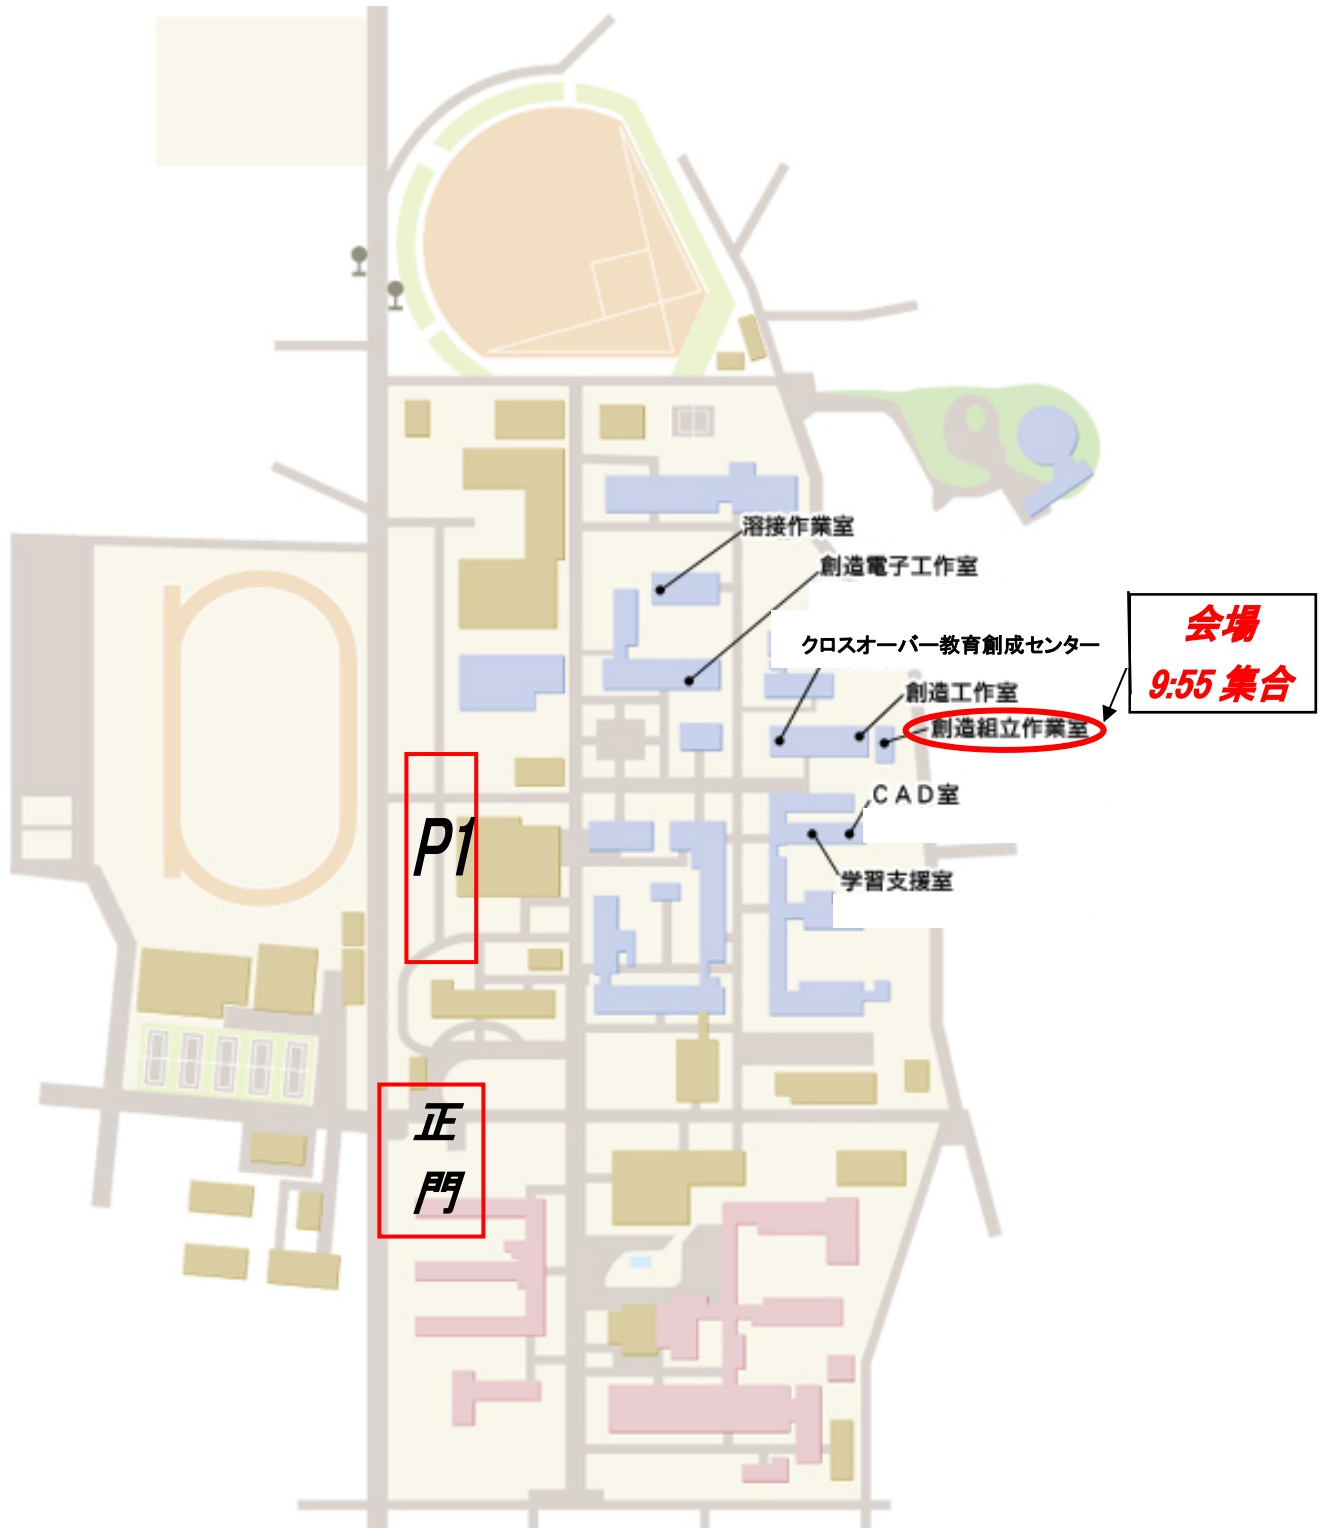 溶接作業室
創造電子工作室
会場
9:55 集合
クロスオーバー教育創成センター
創造工作室
創造組立作業室
ＣＡＤ室
P1
学習支援室
正
門